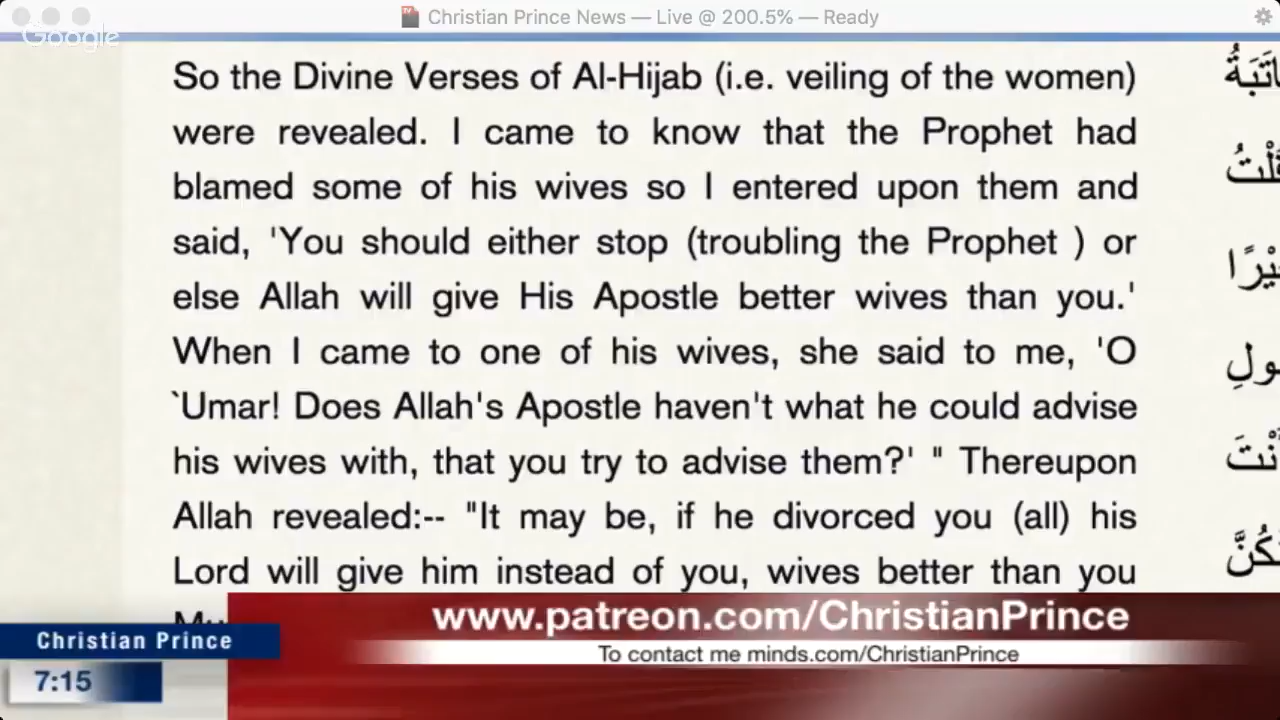 Christian Prince News — Live @ 200.5% — Ready
Google
So the Divine Verses of Al-Hijab (i.e. veiling of the women)
were revealed. I came to know that the Prophet had
blamed some of his wives so I entered upon them and
said, 'You should either stop (troubling the Prophet ) or
else Allah will give His Apostle better wives than you.'
When I came to one of his wives, she said to me, 'O
`Umar! Does Allah's Apostle haven't what he could advise
his wives with, that you try to advise them?' " Thereupon
Allah revealed:-- "It may be, if he divorced you (all) his
Lord will give him instead of you, wives better than you
www.patreon.com/ChristianPrince
Christian Prince
To contact me minds.com/ChristianPrince
7:15